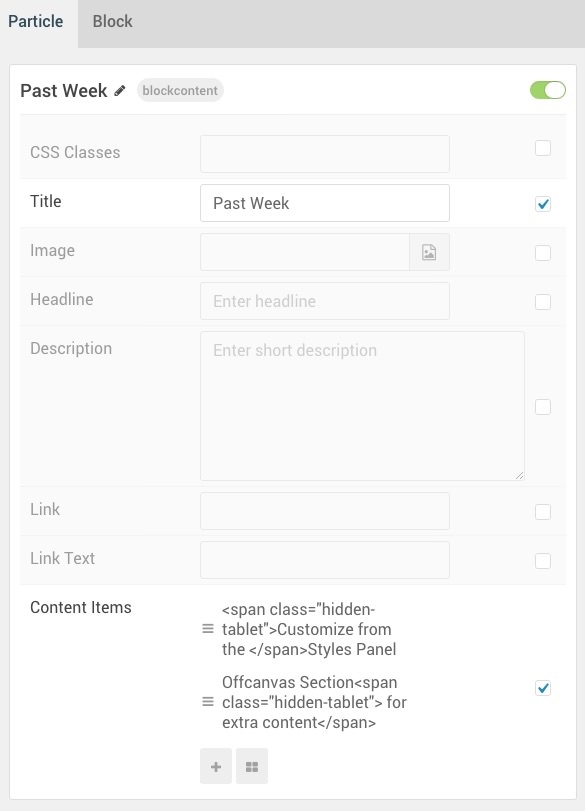 Particle Block
Past Week blockcontent
CSS Classes
Title Past Week
Image
Headline Enter headline
Description Enter short description
Link
Link Text
Content Items <span class="hidden-
tablet">Customize from
the </span>Styles Panel
Offcanvas Section<span
class="hidden-tablet"> for
extra content</span>